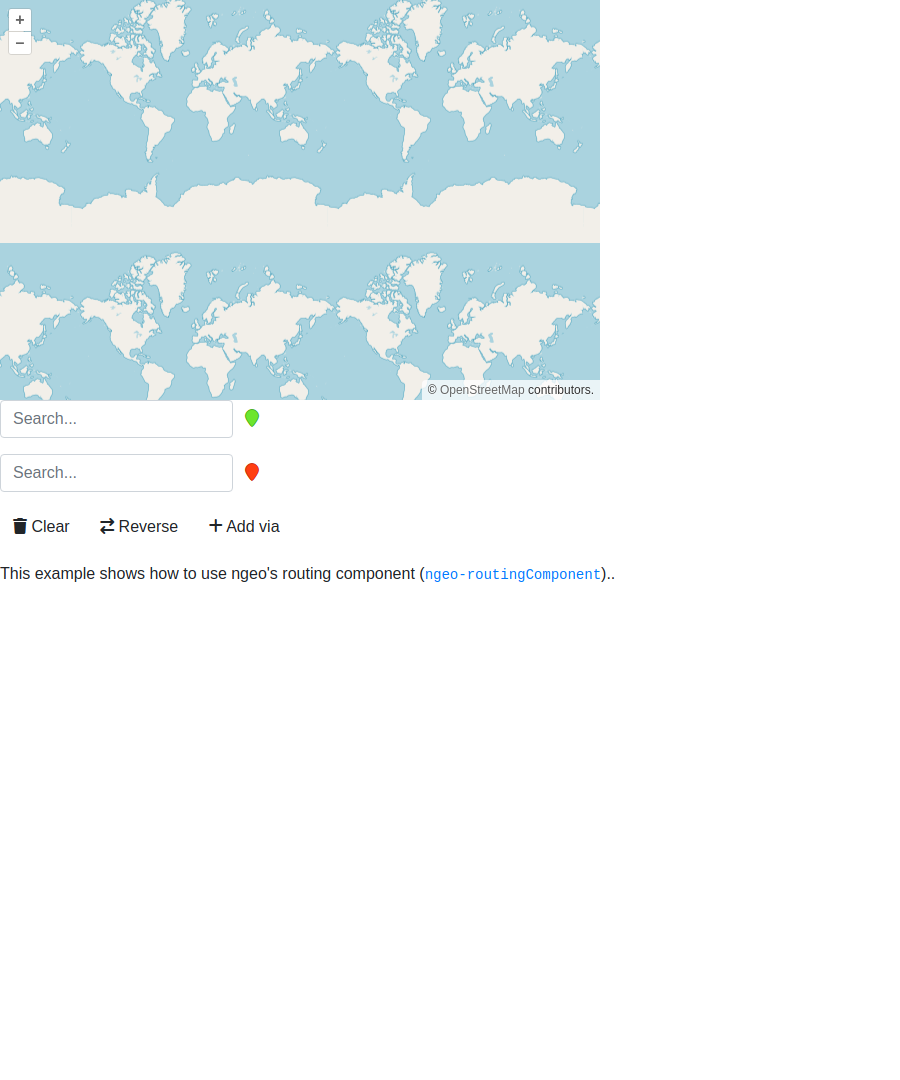 +
−
© OpenStreetMap contributors.
Search...
Search...
Clear Reverse Add via
This example shows how to use ngeo's routing component (ngeo-routingComponent)..